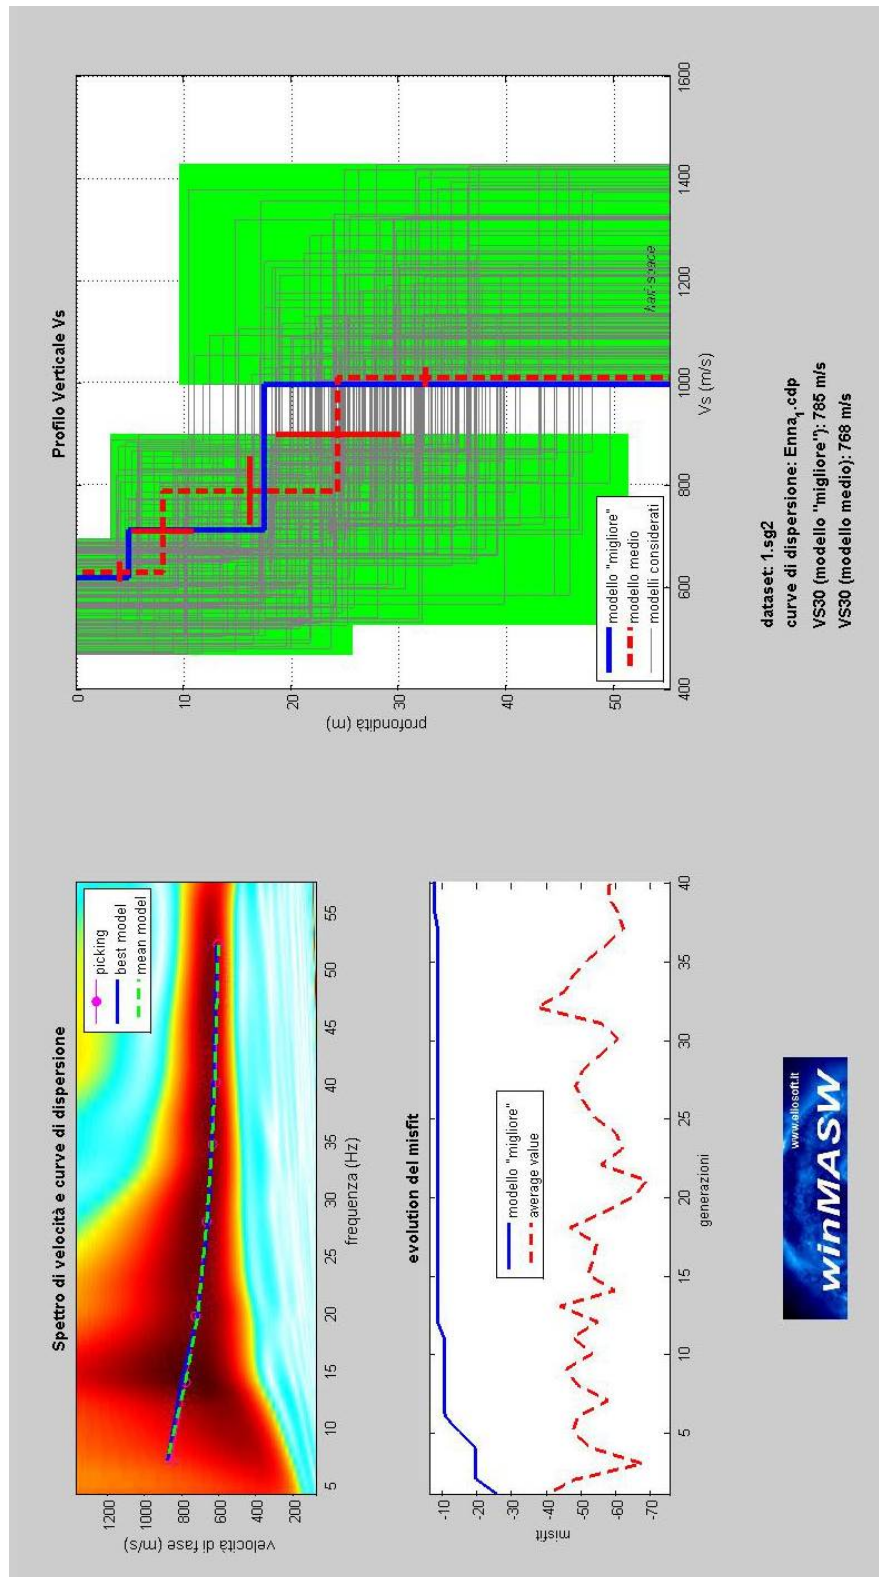 Spettro di velocità e curve di dispersione
picking
best model
mean model
1200
1000
800
600
400
200
velocità di fase (m/s)
5 10 15 20 25 30 35 40 45 50 55
frequenza (Hz)
Profilo Verticale Vs
0
10
20
30
40
50
profondità (m)
400 600 800 1000 1200 1400 1600
Vs (m/s)
half-space
modello "migliore"
modello medio
modelli considerati
evolution del misfit
modello "migliore"
average value
-10
-20
-30
-40
-50
-60
-70
misfit
5 10 15 20 25 30 35 40
generazioni
www.eliosoft.it
winMASW
dataset: 1.sg2
curve di dispersione: Enna1.cdp
VS30 (modello "migliore"): 785 m/s
VS30 (modello medio): 768 m/s